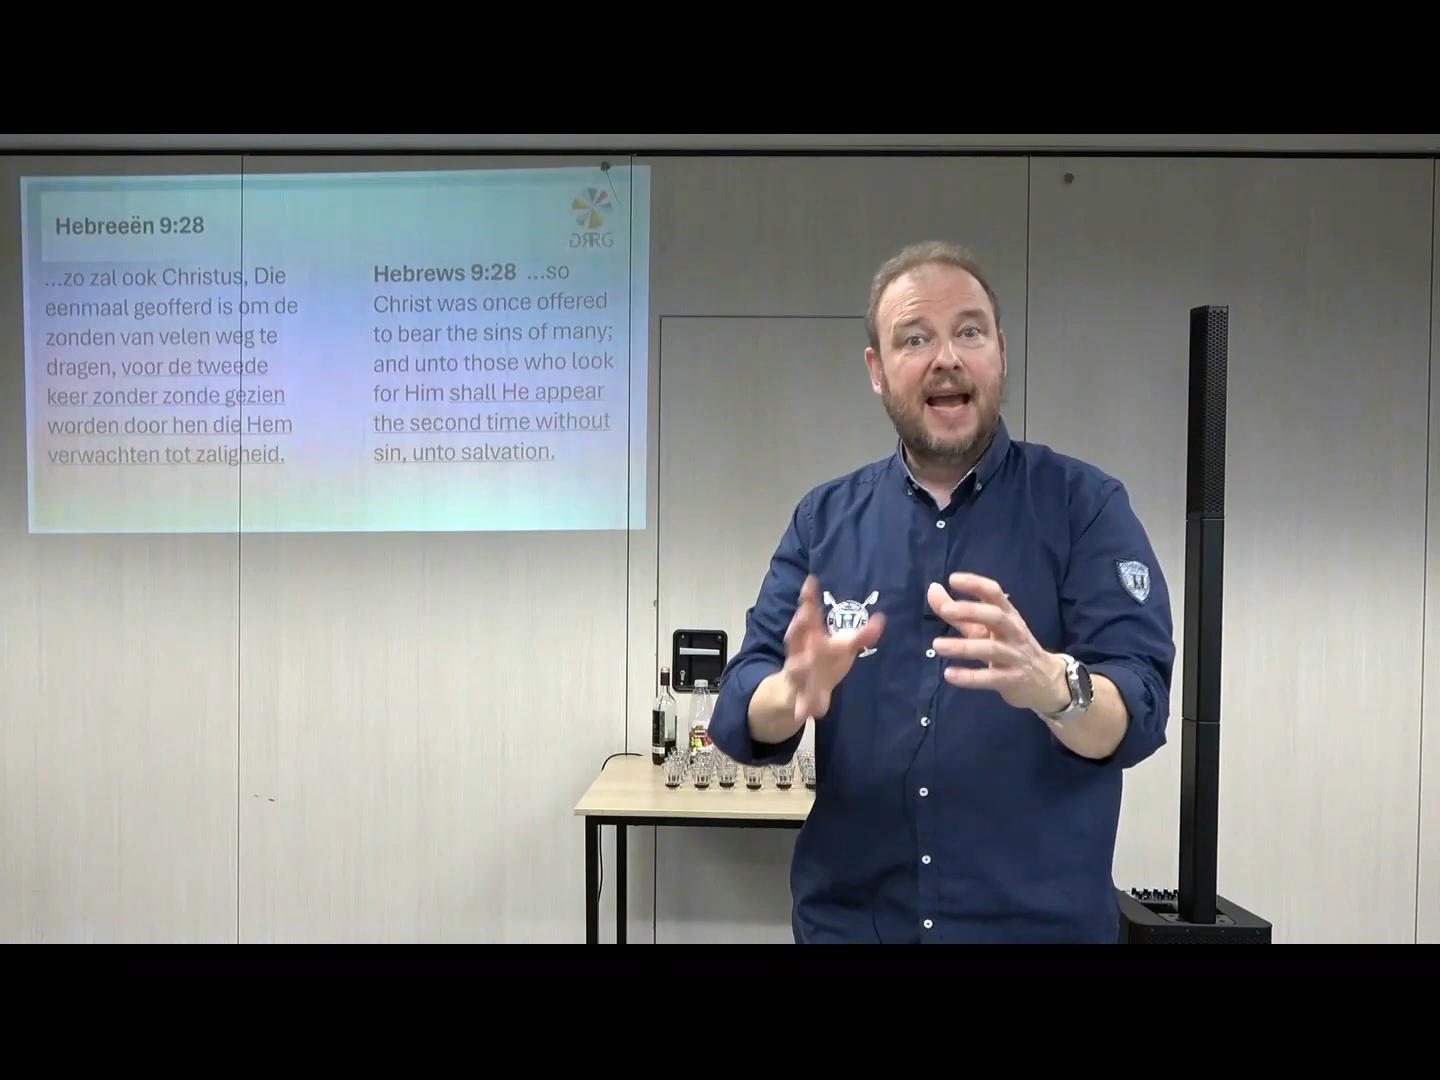 Hebreeën 9:28
...zo zal ook Christus, Die
eenmaal geofferd is om de
zonden van velen weg te
dragen, voor de tweede
keer zonder zonde gezien
worden door hen die Hem
verwachten tot zaligheid.
Hebrews 9:28 ...so
Christ was once offered
to bear the sins of many;
and unto those who look
for Him shall He appear
the second time without
sin, unto salvation.
H
H